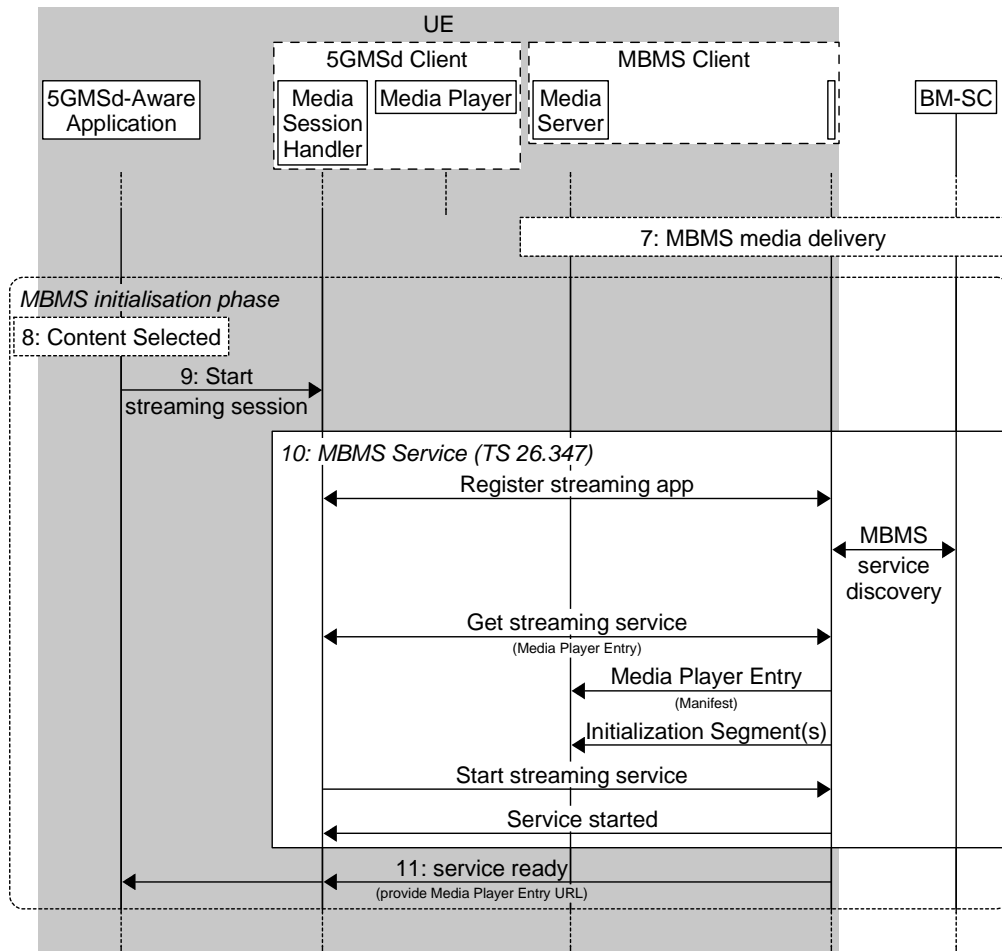 UE
5GMSd Client
MBMS Client
5GMSd-Aware
Application
Media
Session
Handler
Media Player
Media
Server
BM-SC
7: MBMS media delivery
MBMS initialisation phase
8: Content Selected
9: Start
streaming session
10: MBMS Service (TS 26.347)
Register streaming app
MBMS
service
discovery
Get streaming service
(Media Player Entry)
Media Player Entry
(Manifest)
Initialization Segment(s)
Start streaming service
Service started
11: service ready
(provide Media Player Entry URL)